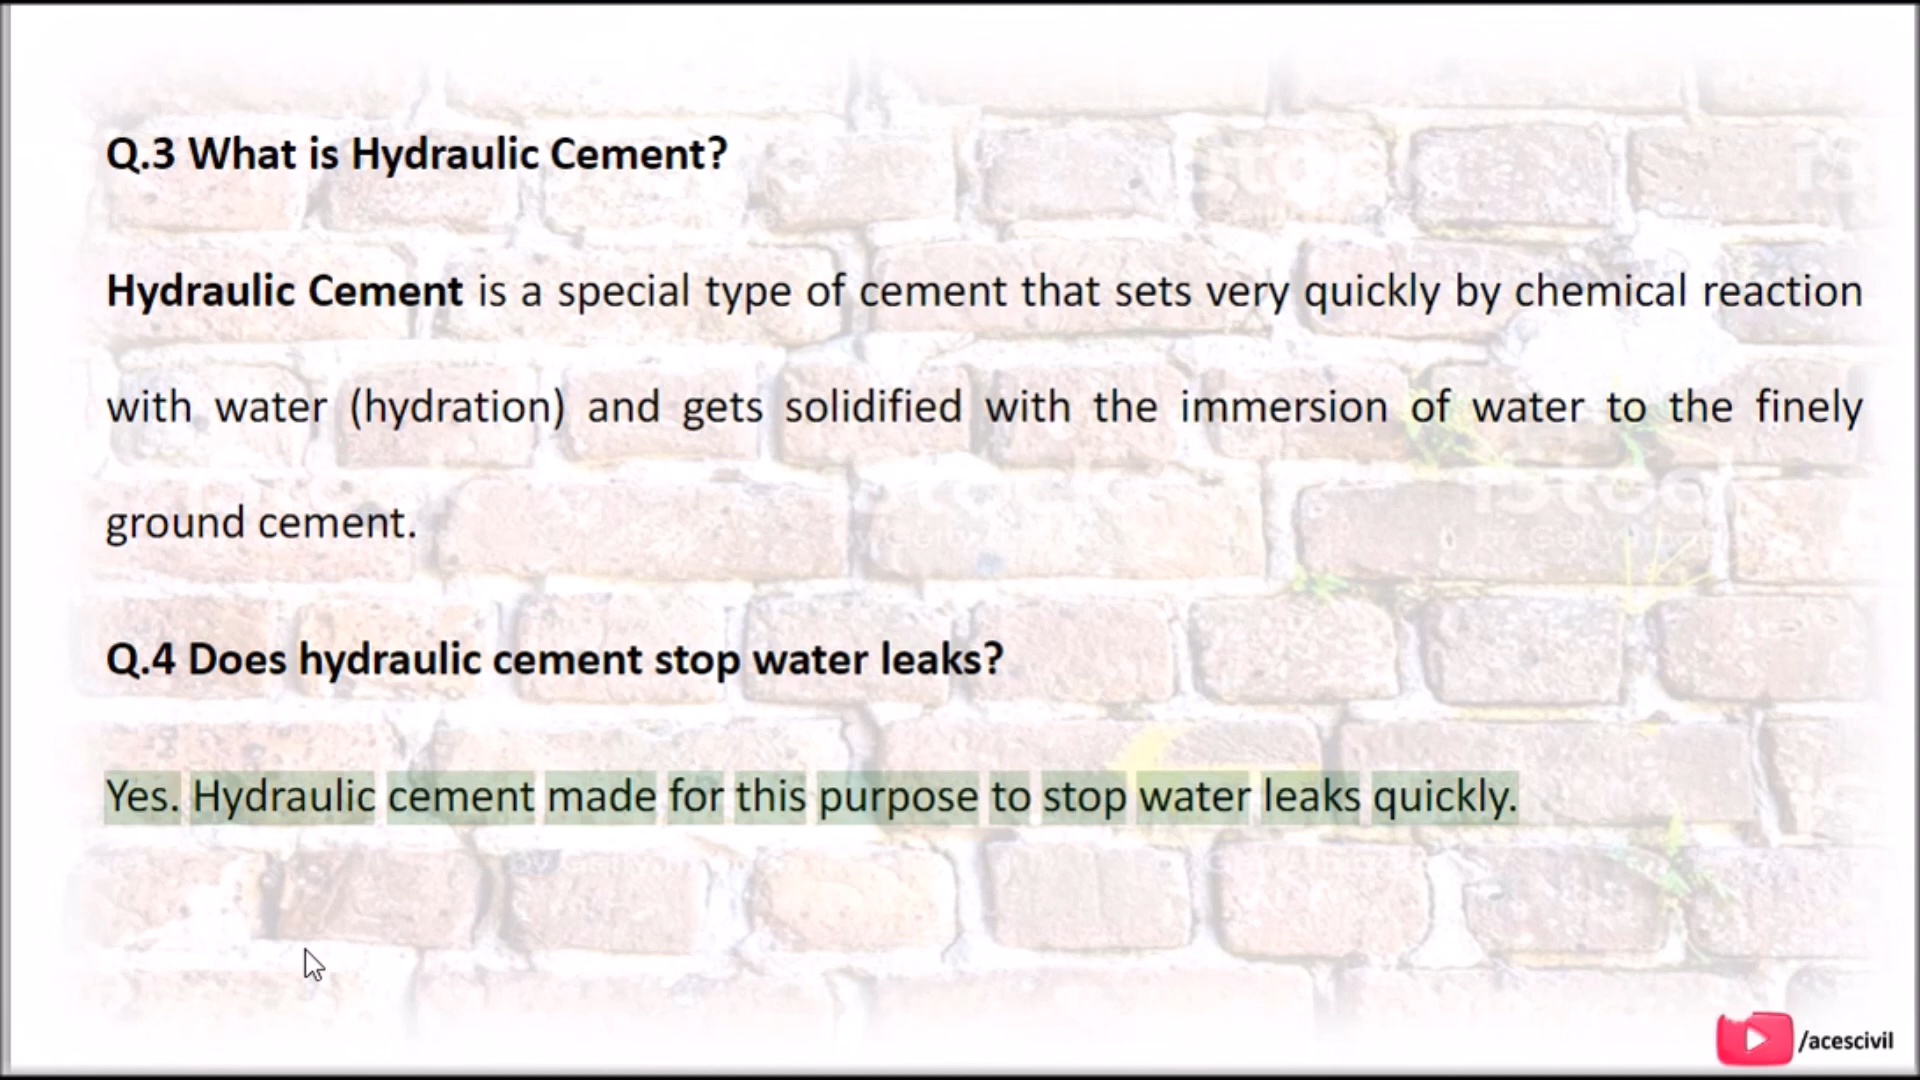 Q.3 What is Hydraulic Cement?
Hydraulic Cement is a special type of cement that sets very quickly by chemical reaction
with water (hydration) and gets solidified with the immersion of water to the finely
ground cement.
Q.4 Does hydraulic cement stop water leaks?
Yes. Hydraulic cement made for this purpose to stop water leaks quickly.
/acescivil